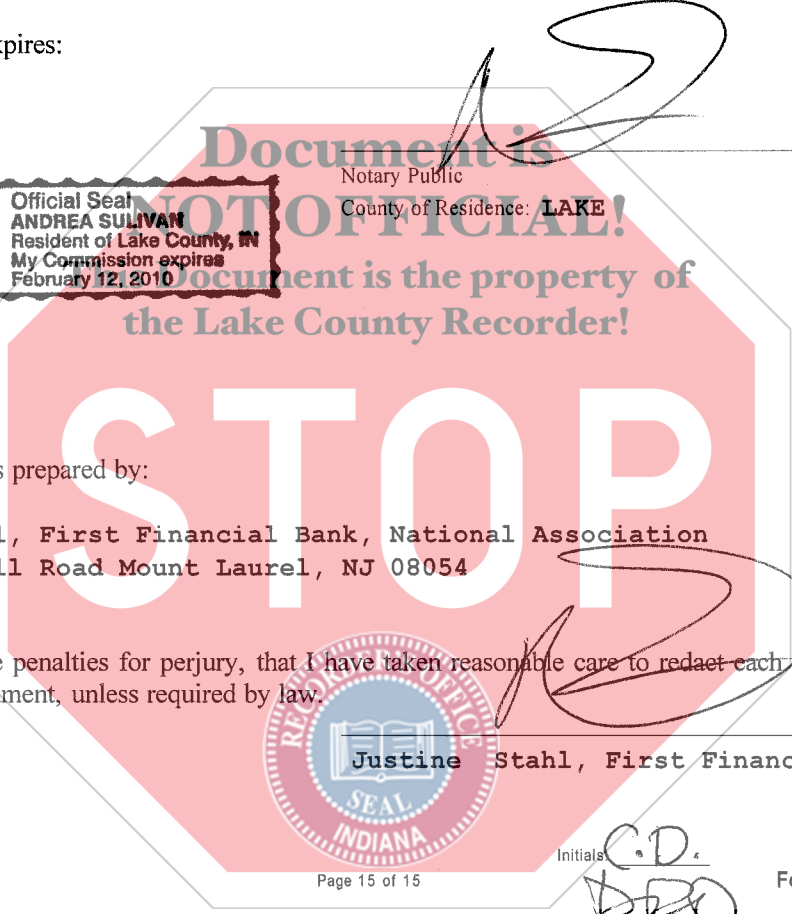 xpires:
Document is
NOT OFFICIAL!
This Document is the property of
the Lake County Recorder!
Notary Public
County of Residence: LAKE
Official Seal
ANDREA SULIVAN
Resident of Lake County, IN
My Commission expires
February 12, 2010
STOP
s prepared by:
l, First Financial Bank, National Association
ll Road Mount Laurel, NJ 08054
e penalties for perjury, that I have taken reasonable care to redact each
ment, unless required by law.
RECORDER'S OFFICE
SEAL
INDIANA
Justine Stahl, First Financ
Initials: C.D.
Page 15 of 15
Fo